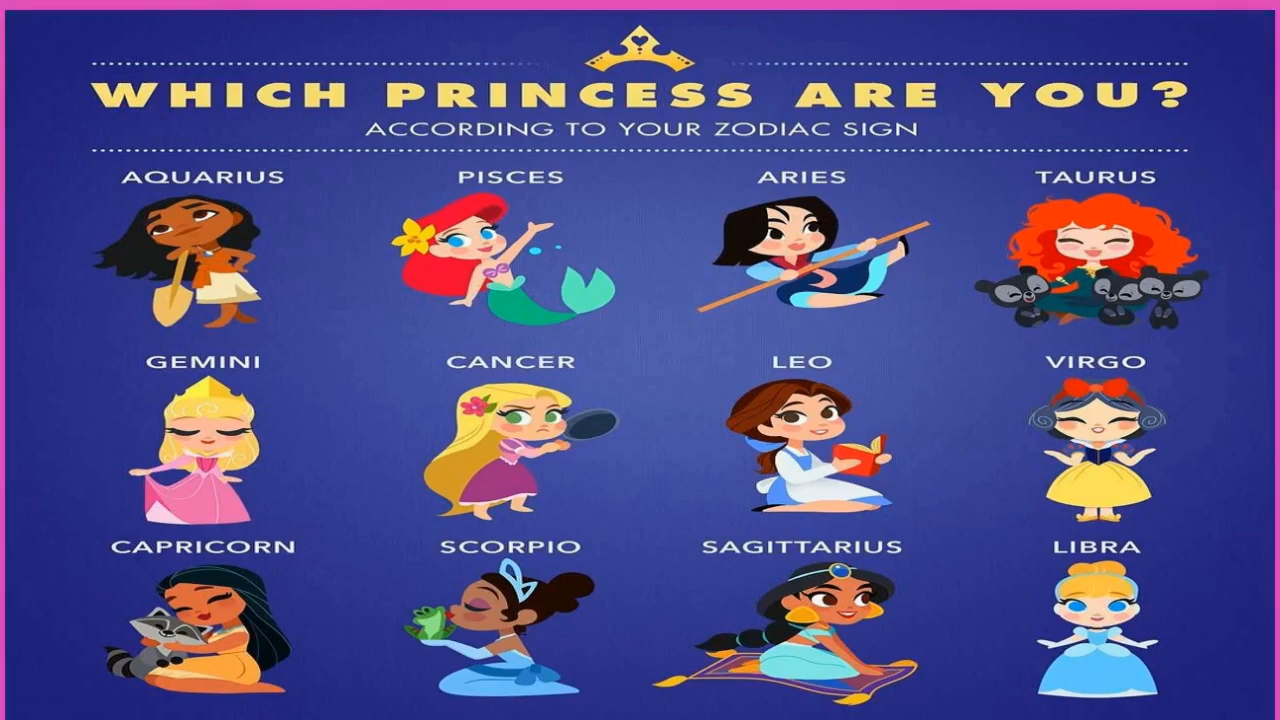 WHICH PRINCESS ARE YOU?
ACCORDING TO YOUR ZODIAC SIGN
AQUARIUS PISCES ARIES TAURUS
GEMINI CANCER LEO VIRGO
CAPRICORN SCORPIO SAGITTARIUS LIBRA